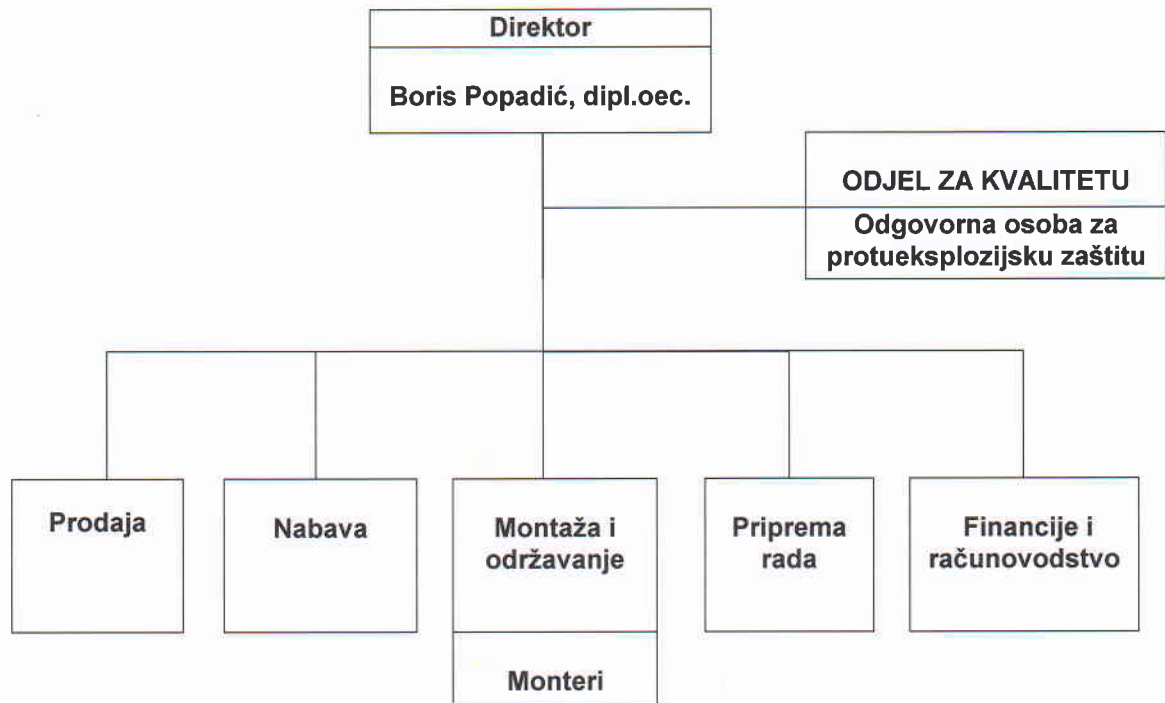 Direktor
Boris Popadić, dipl.oec.
ODJEL ZA KVALITETU
Odgovorna osoba za
protueksplozijsku zaštitu
Prodaja
Nabava
Montaža i
održavanje
Monteri
Priprema
rada
Financije i
računovodstvo